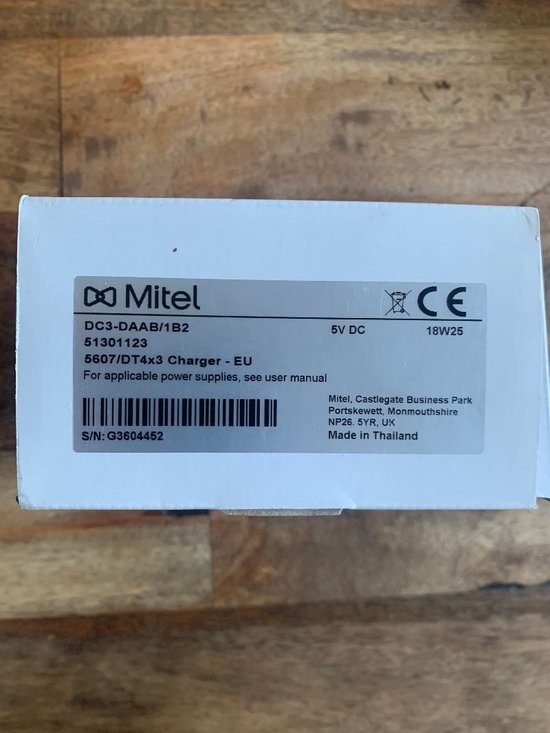 Mitel
CE
DC3-DAAB/1B2 5V DC 18W25
51301123
5607/DT4x3 Charger - EU
For applicable power supplies, see user manual
Mitel, Castlegate Business Park
Portskewett, Monmouthshire
NP26. 5YR, UK
Made in Thailand
S/N: G3604452